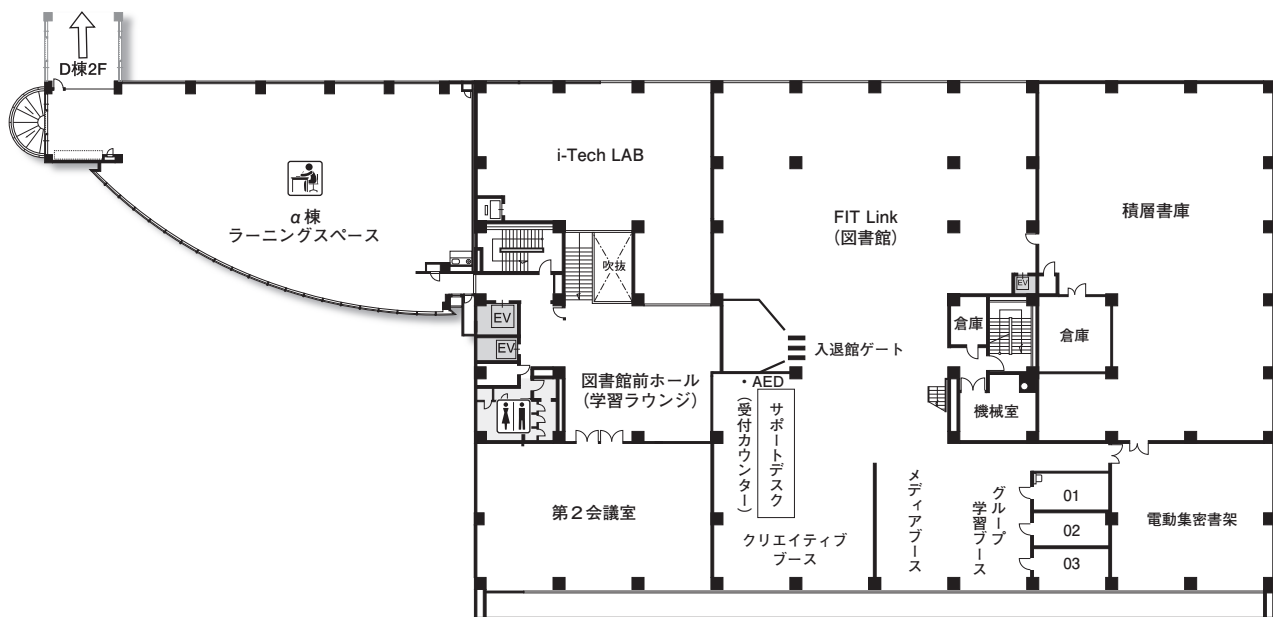 D棟2F
α棟
ラーニングスペース
i-Tech LAB
吹抜
EV
EV
図書館前ホール
(学習ラウンジ)
第2会議室
FIT Link
(図書館)
入退館ゲート
・AED
サポートデスク
(受付カウンター)
クリエイティブ
ブース
メディアブース
グループ
学習ブース
01
02
03
EV
倉庫
機械室
倉庫
積層書庫
電動集密書架